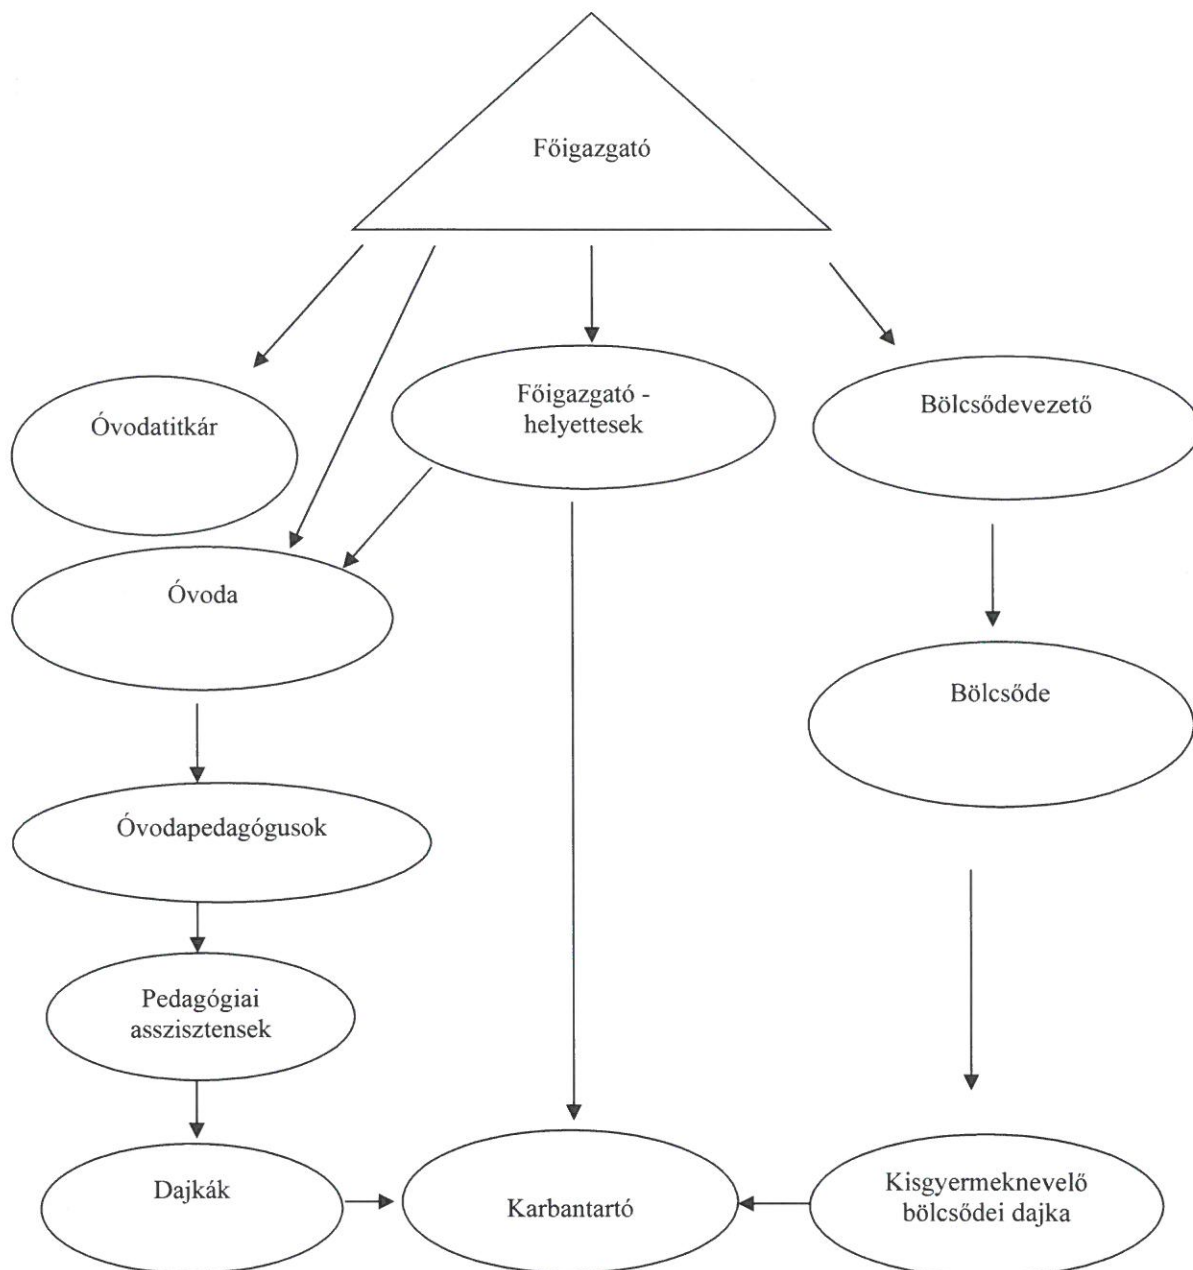 Főigazgató
Óvodatitkár
Főigazgató -
helyettesek
Bölcsődevezető
Óvoda
Bölcsőde
Óvodapedagógusok
Pedagógiai
asszisztensek
Dajkák
Karbantartó
Kisgyermeknevelő
bölcsődei dajka